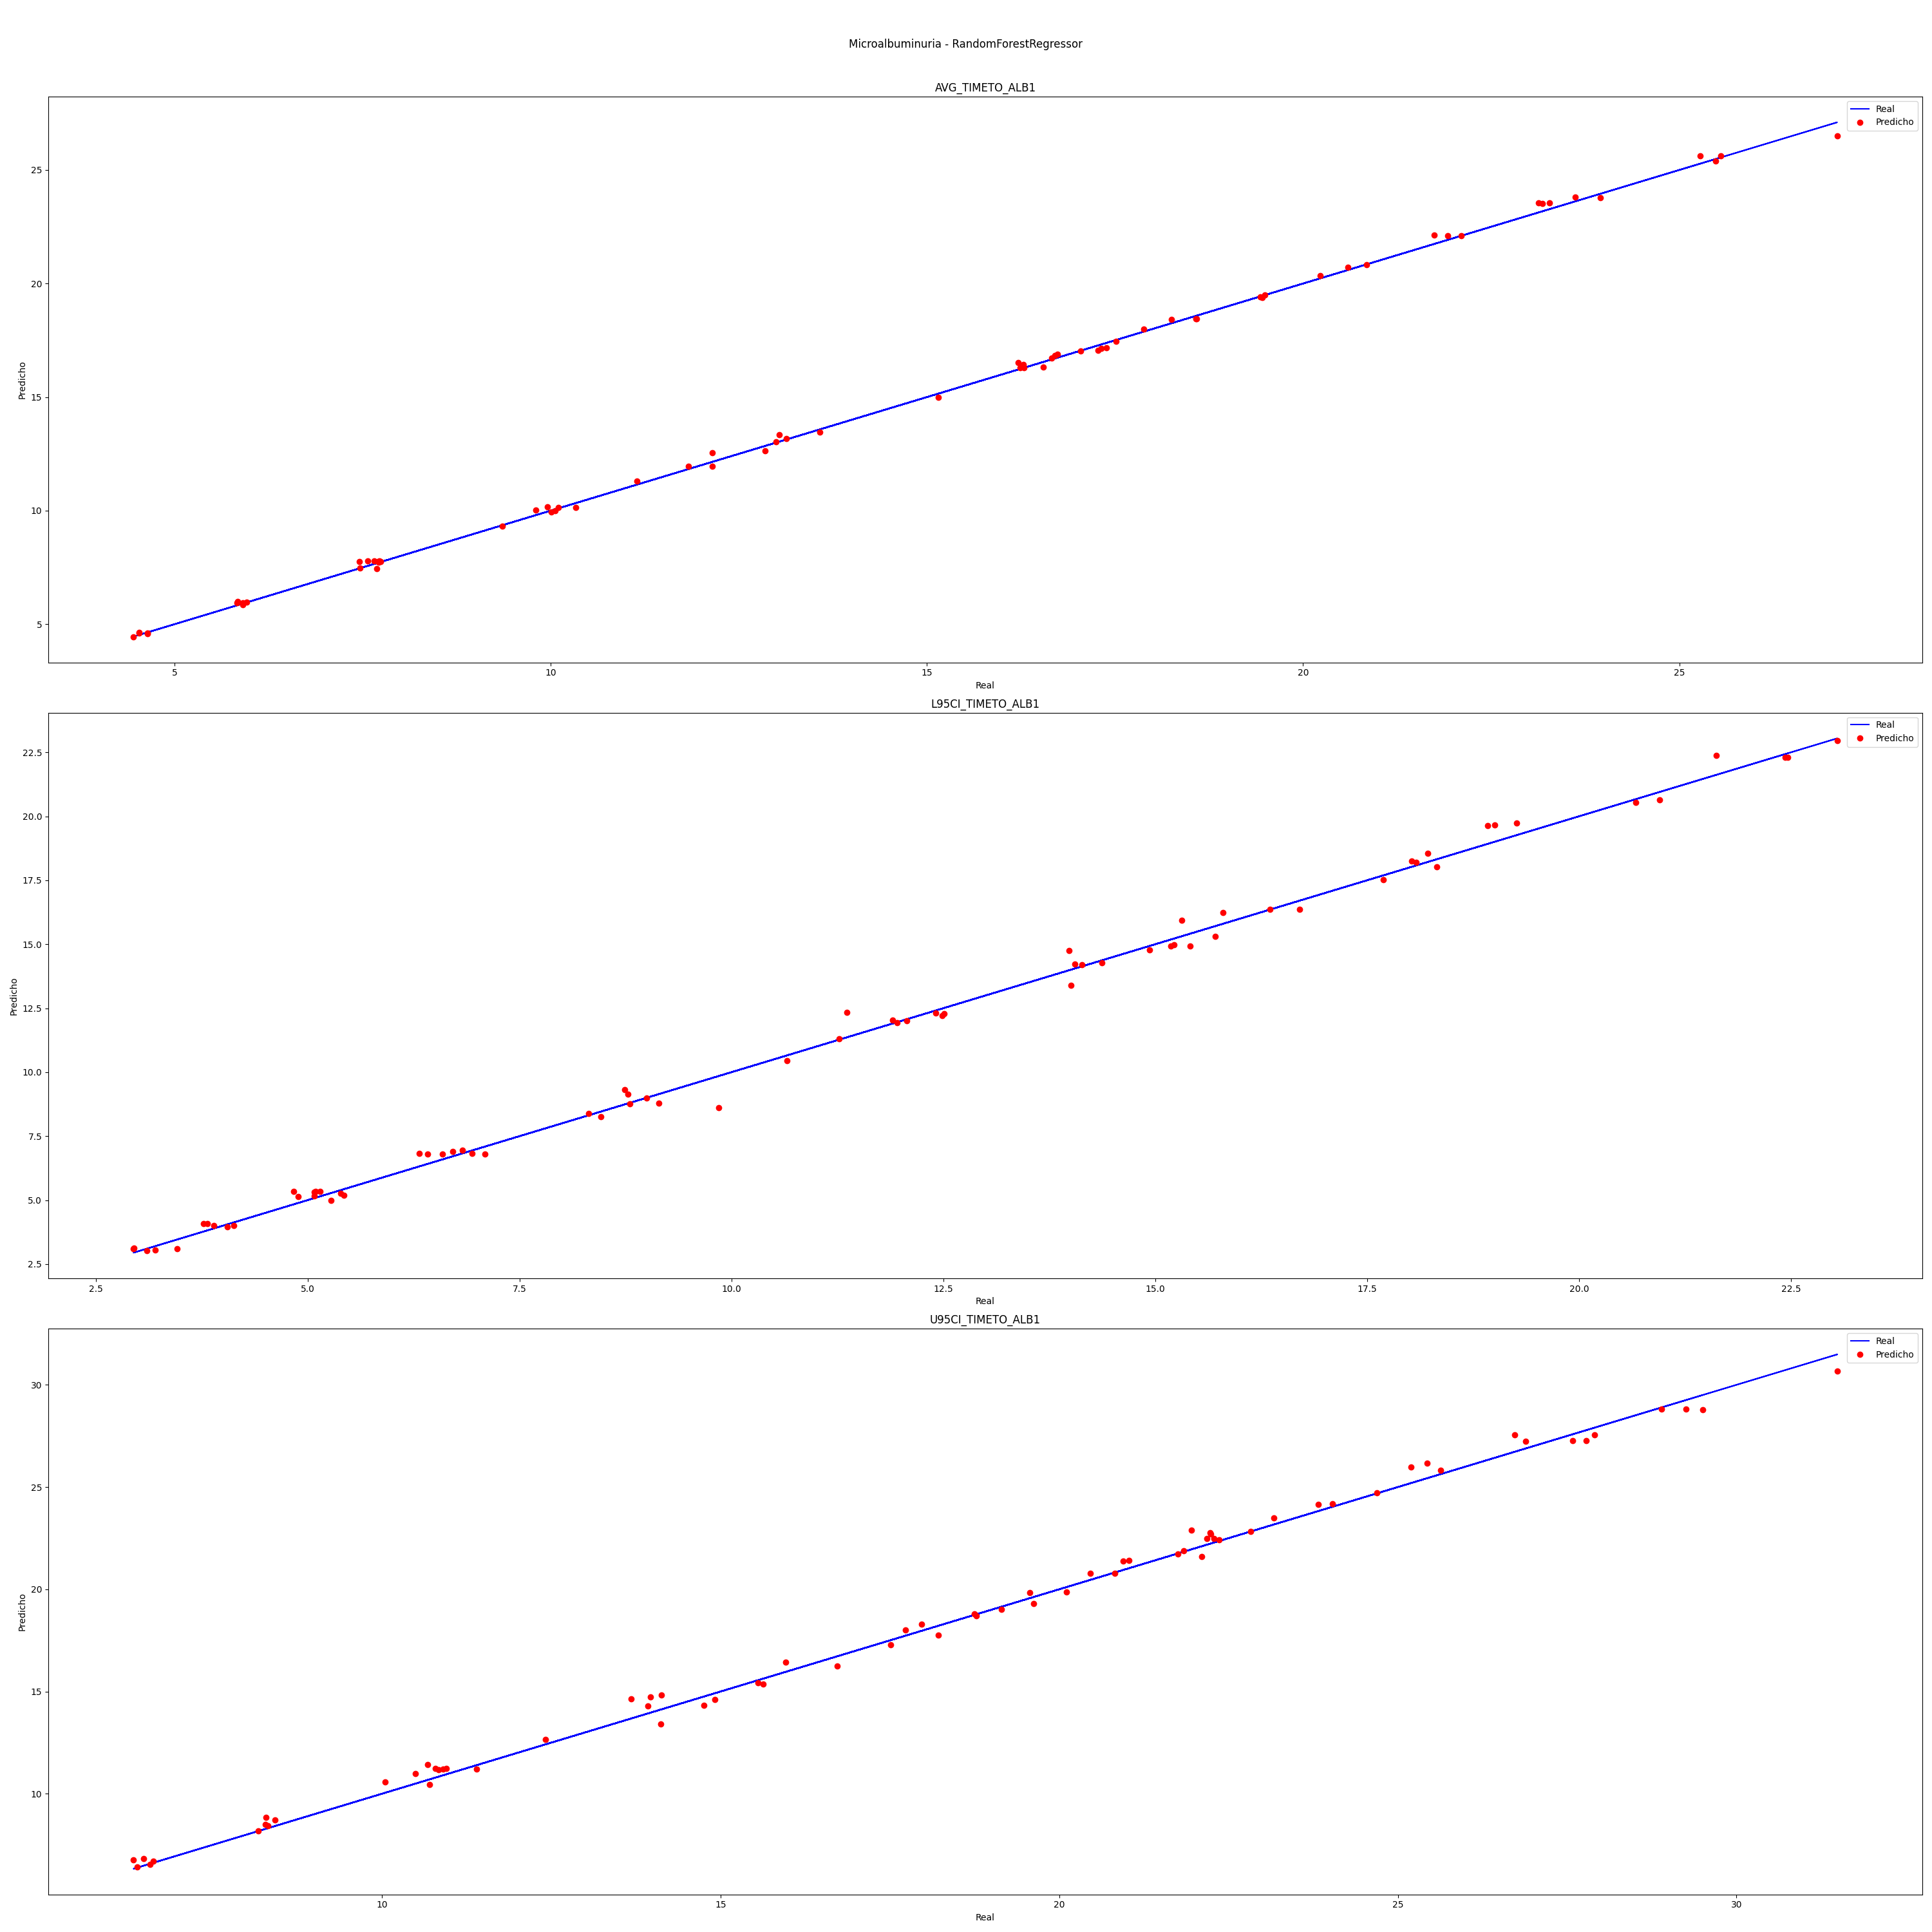 Microalbuminuria - RandomForestRegressor
AVG_TIMETO_ALB1
Real
Predicho
25
20
15
10
5
Predicho
5 10 15 20 25
Real
L95CI_TIMETO_ALB1
Real
Predicho
22.5
20.0
17.5
15.0
12.5
10.0
7.5
5.0
2.5
Predicho
2.5 5.0 7.5 10.0 12.5 15.0 17.5 20.0 22.5
Real
U95CI_TIMETO_ALB1
Real
Predicho
30
25
20
15
10
Predicho
10 15 20 25 30
Real